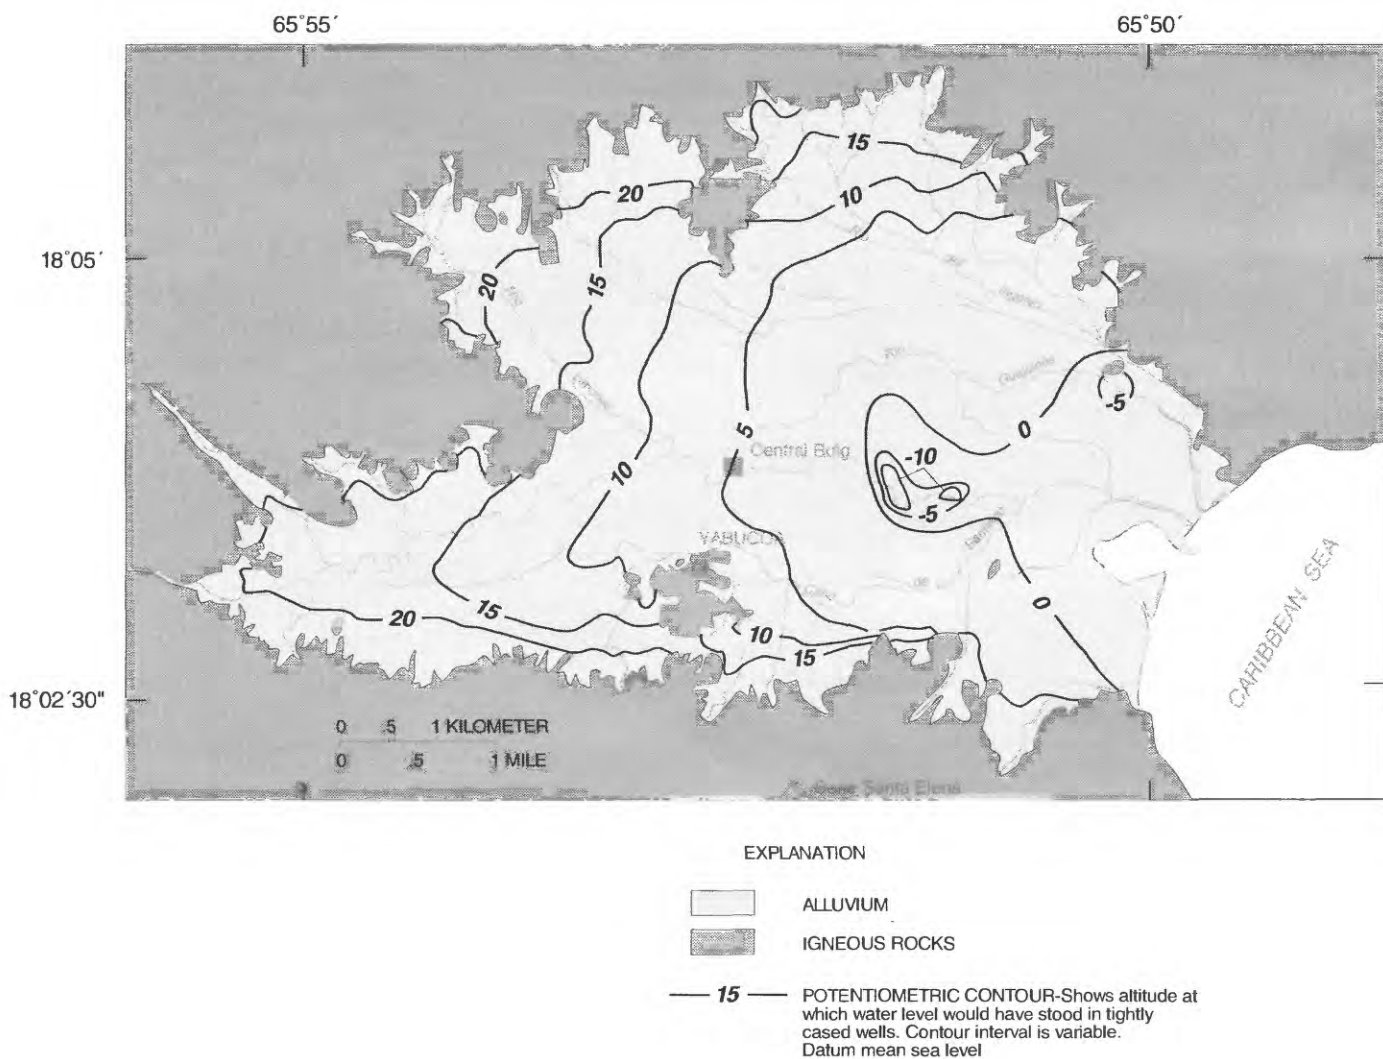 65°55´ 65°50´
15
20
10
18°05´
20 15
5 0 -5
Central Roig
10 -10
-5
YABUCOA
0
15
20 10
15
CARIBBEAN SEA
18°02´30"
0 .5 1 KILOMETER
0 .5 1 MILE
Santa Elena
EXPLANATION
ALLUVIUM
IGNEOUS ROCKS
15 POTENTIOMETRIC CONTOUR-Shows altitude at
which water level would have stood in tightly
cased wells. Contour interval is variable.
Datum mean sea level